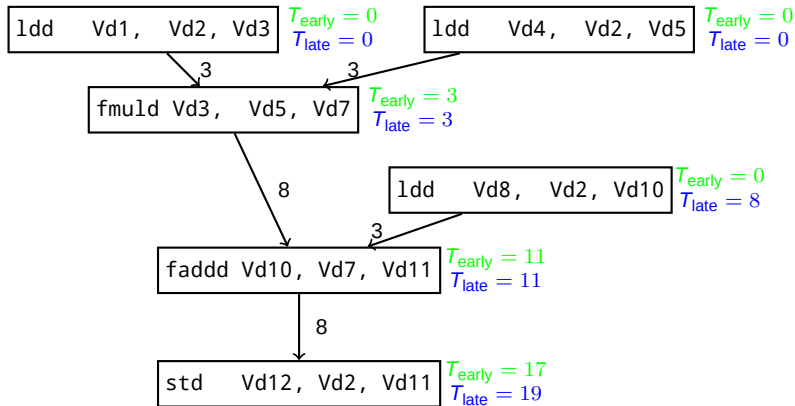 ldd Vd1, Vd2, Vd3
T_early = 0
T_late = 0
ldd Vd4, Vd2, Vd5
T_early = 0
T_late = 0
3
3
fmuld Vd3, Vd5, Vd7
T_early = 3
T_late = 3
8
ldd Vd8, Vd2, Vd10
T_early = 0
T_late = 8
3
faddd Vd10, Vd7, Vd11
T_early = 11
T_late = 11
8
std Vd12, Vd2, Vd11
T_early = 17
T_late = 19